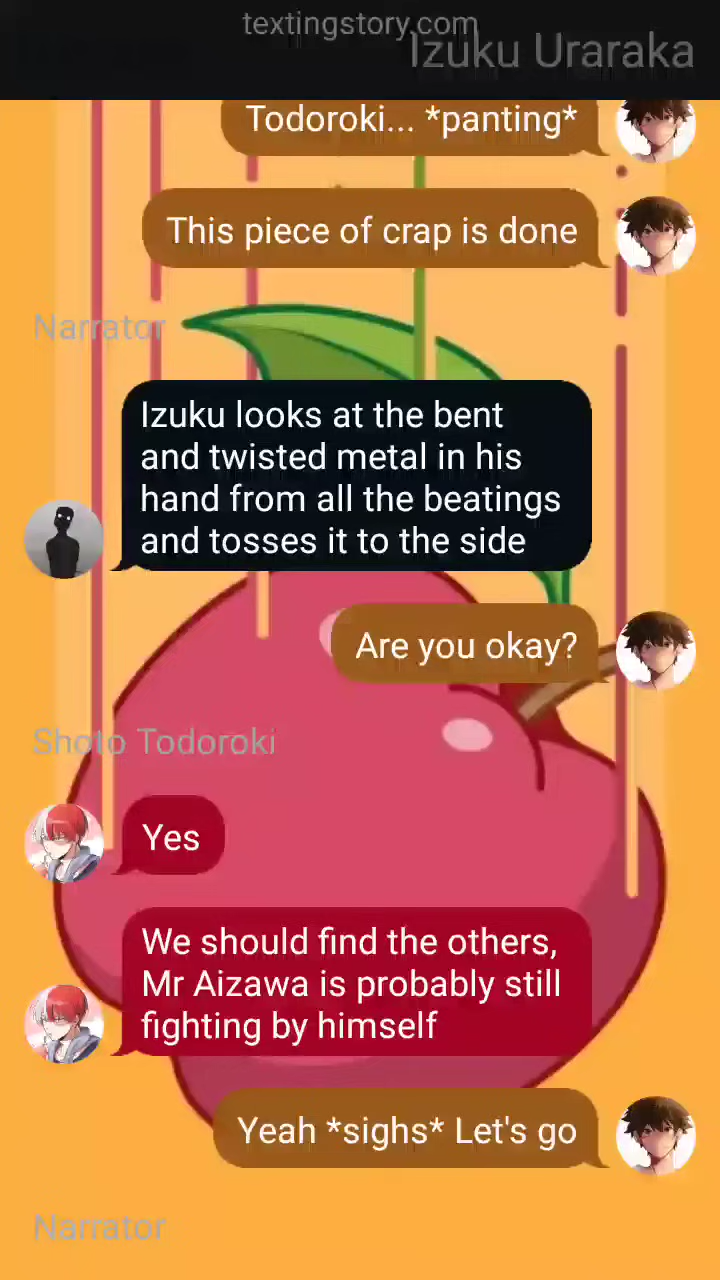 textingstory.com
Izuku Uraraka
Todoroki... *panting*
This piece of crap is done
Narrator
Izuku looks at the bent
and twisted metal in his
hand from all the beatings
and tosses it to the side
Are you okay?
Shoto Todoroki
Yes
We should find the others,
Mr Aizawa is probably still
fighting by himself
Yeah *sighs* Let's go
Narrator